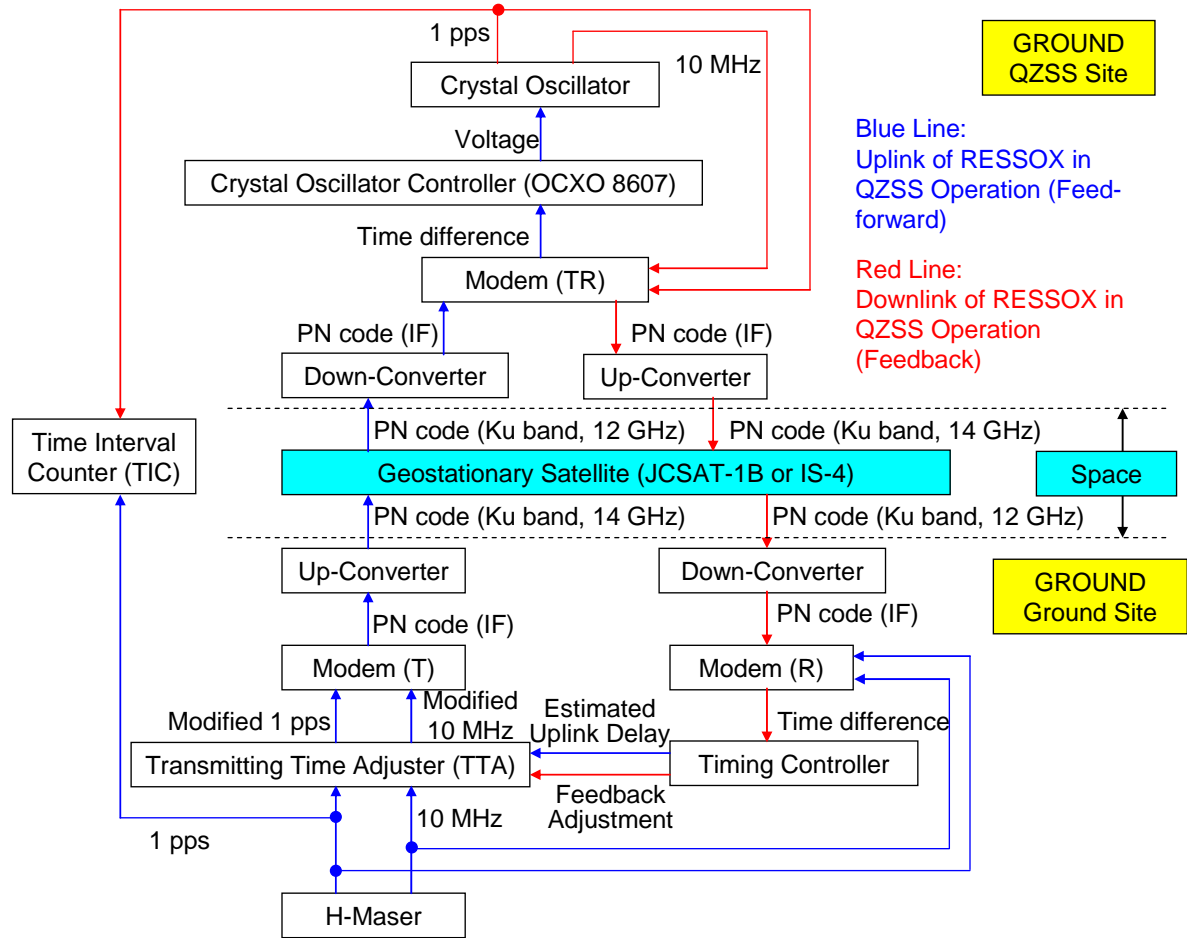 1 pps
10 MHz
GROUND
QZSS Site
Crystal Oscillator
Voltage
Blue Line:
Uplink of RESSOX in
QZSS Operation (Feed-
forward)
Crystal Oscillator Controller (OCXO 8607)
Time difference
Modem (TR)
Red Line:
Downlink of RESSOX in
QZSS Operation
(Feedback)
PN code (IF)
PN code (IF)
Down-Converter
Up-Converter
Time Interval
Counter (TIC)
PN code (Ku band, 12 GHz)
PN code (Ku band, 14 GHz)
Geostationary Satellite (JCSAT-1B or IS-4)
Space
PN code (Ku band, 14 GHz)
PN code (Ku band, 12 GHz)
Up-Converter
Down-Converter
GROUND
Ground Site
PN code (IF)
PN code (IF)
Modem (T)
Modem (R)
Modified 1 pps
Modified
10 MHz
Estimated
Uplink Delay
Time difference
Transmitting Time Adjuster (TTA)
Timing Controller
Feedback
Adjustment
1 pps
10 MHz
H-Maser